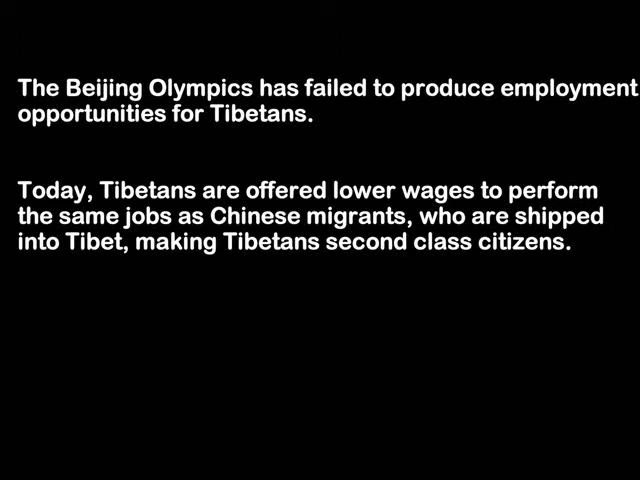 The Beijing Olympics has failed to produce employment
opportunities for Tibetans.
Today, Tibetans are offered lower wages to perform
the same jobs as Chinese migrants, who are shipped
into Tibet, making Tibetans second class citizens.